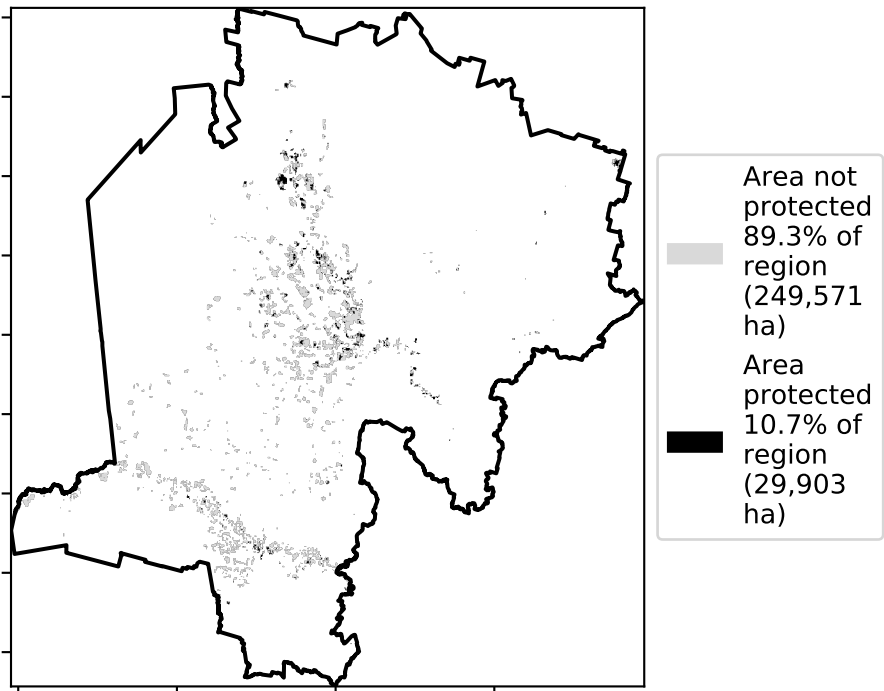 Area not
protected
89.3% of
region
(249,571
ha)
Area
protected
10.7% of
region
(29,903
ha)